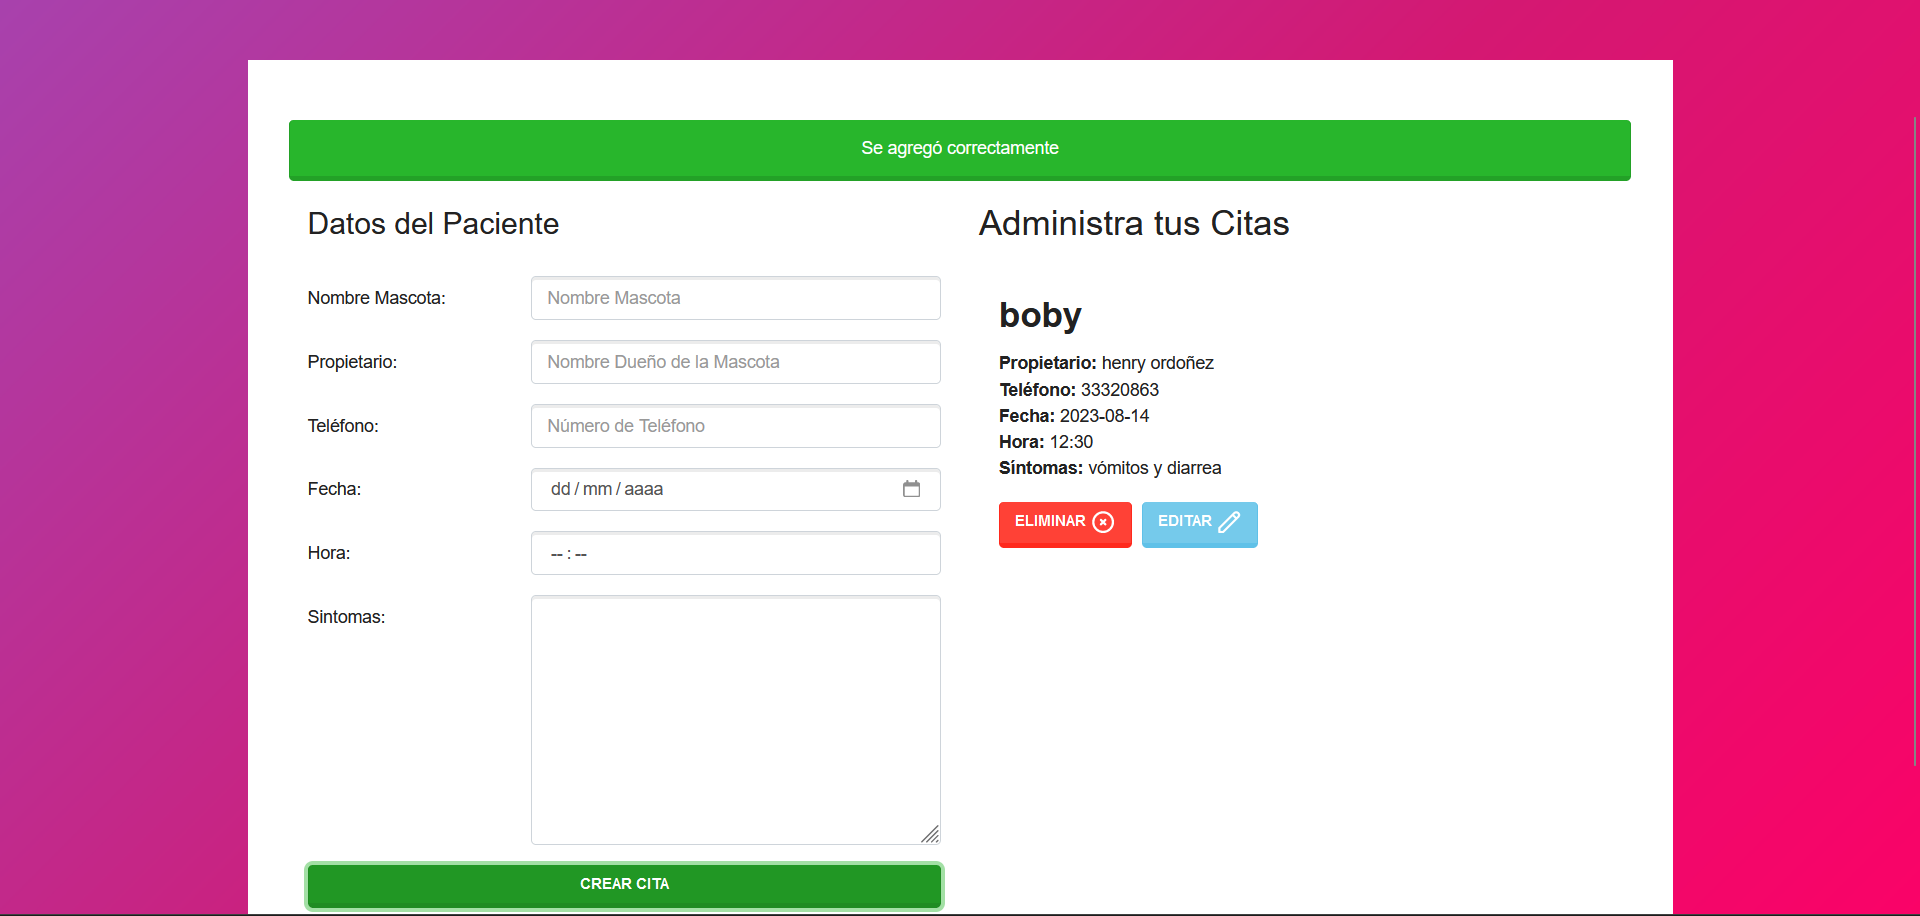 Se agregó correctamente
Datos del Paciente
Nombre Mascota:
Nombre Mascota
Propietario:
Nombre Dueño de la Mascota
Teléfono:
Número de Teléfono
Fecha:
dd/mm/aaaa
Hora:
--:--
Sintomas:
CREAR CITA
Administra tus Citas
boby
Propietario: henry ordoñez
Teléfono: 33320863
Fecha: 2023-08-14
Hora: 12:30
Síntomas: vómitos y diarrea
ELIMINAR
EDITAR